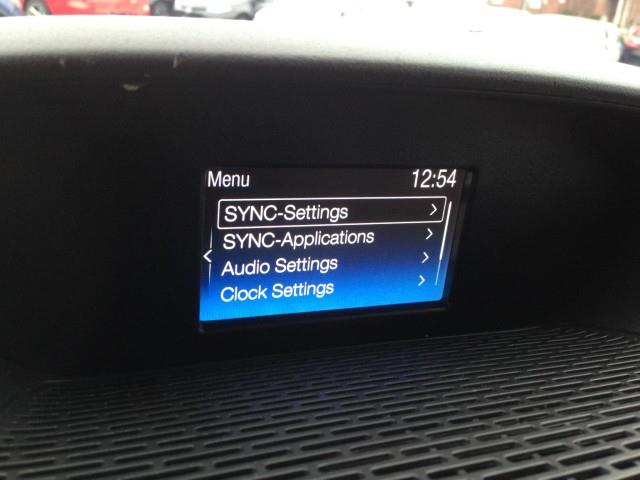 Menu 12:54
SYNC-Settings
SYNC-Applications
Audio Settings
Clock Settings